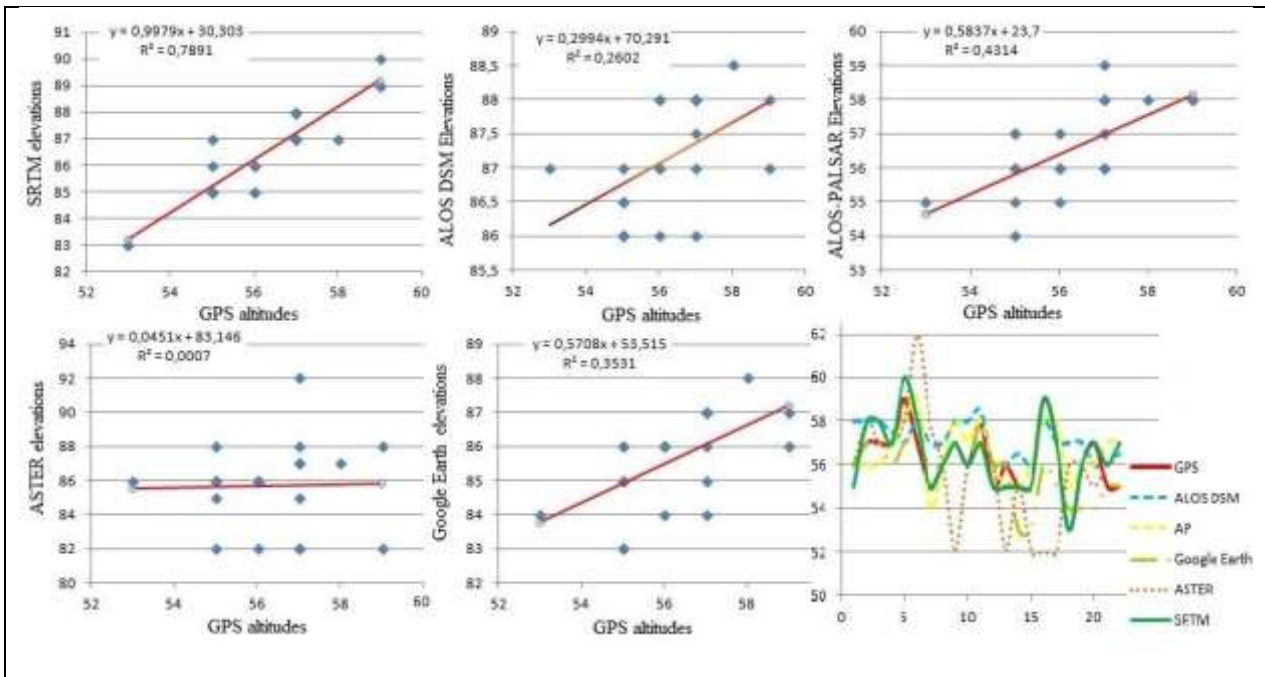 y = 0,9979x + 30,303
R² = 0,7891
SRTM elevations
91
90
89
88
87
86
85
84
83
82
52 54 56 58 60
GPS altitudes
y = 0,2994x + 70,291
R² = 0,2602
ALOS DSM Elevations
89
88,5
88
87,5
87
86,5
86
85,5
52 54 56 58 60
GPS altitudes
y = 0,5837x + 23,7
R² = 0,4314
ALOS-PALSAR Elevations
60
59
58
57
56
55
54
53
52 54 56 58 60
GPS altitudes
y = 0,0451x + 83,146
R² = 0,0007
ASTER elevations
94
92
90
88
86
84
82
80
52 54 56 58 60
GPS altitudes
y = 0,5708x + 53,515
R² = 0,3531
Google Earth elevations
89
88
87
86
85
84
83
82
52 54 56 58
GPS altitudes
62
60
58
56
54
52
50
0 5 10 15 20
GPS
ALOS DSM
AP
Google Earth
ASTER
SFTM